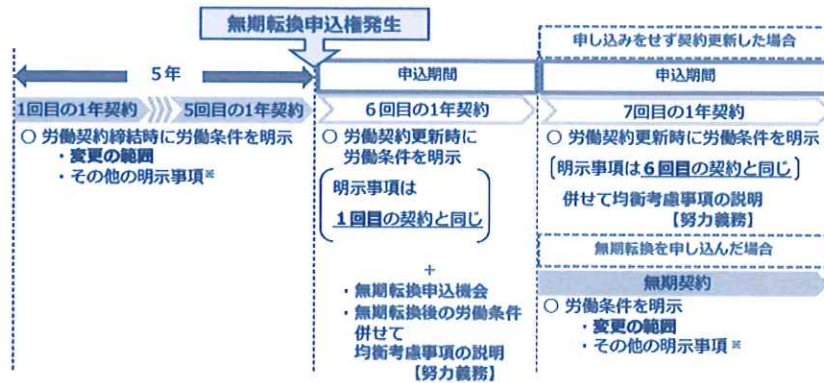 無期転換申込権発生
申し込みをせず契約更新した場合
5年
申込期間
申込期間
1回目の1年契約
5回目の1年契約
6回目の1年契約
7回目の1年契約
○ 労働契約締結時に労働条件を明示
・変更の範囲
・その他の明示事項※
○ 労働契約更新時に
労働条件を明示
明示事項は
1回目の契約と同じ
+
・無期転換申込機会
・無期転換後の労働条件
併せて
均衡考慮事項の説明
【努力義務】
○ 労働契約更新時に労働条件を明示
(明示事項は6回目の契約と同じ)
併せて均衡考慮事項の説明
【努力義務】
無期転換を申し込んだ場合
無期契約
○ 労働条件を明示
・変更の範囲
・その他の明示事項※